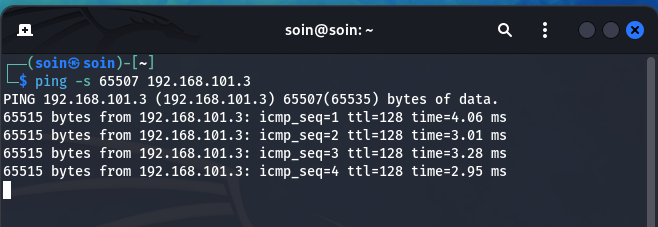 soin@soin: ~
┌──(soin㉿soin)-[~]
└─$ ping -s 65507 192.168.101.3
PING 192.168.101.3 (192.168.101.3) 65507(65535) bytes of data.
65515 bytes from 192.168.101.3: icmp_seq=1 ttl=128 time=4.06 ms
65515 bytes from 192.168.101.3: icmp_seq=2 ttl=128 time=3.01 ms
65515 bytes from 192.168.101.3: icmp_seq=3 ttl=128 time=3.28 ms
65515 bytes from 192.168.101.3: icmp_seq=4 ttl=128 time=2.95 ms